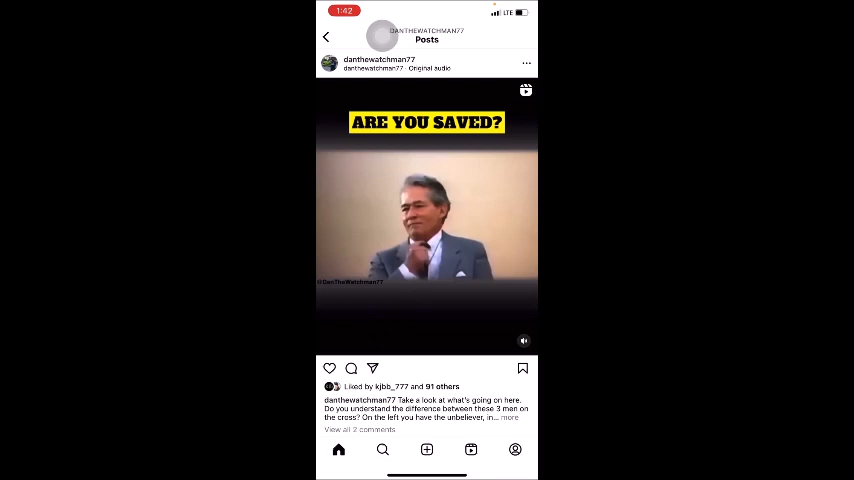 1:42
LTE
DANTHEWATCHMAN77
Posts
danthewatchman77
danthewatchman77 · Original audio
ARE YOU SAVED?
@DanTheWatchman77
Liked by kjbb_777 and 91 others
danthewatchman77 Take a look at what's going on here.
Do you understand the difference between these 3 men on
the cross? On the left you have the unbeliever, in... more
View all 2 comments